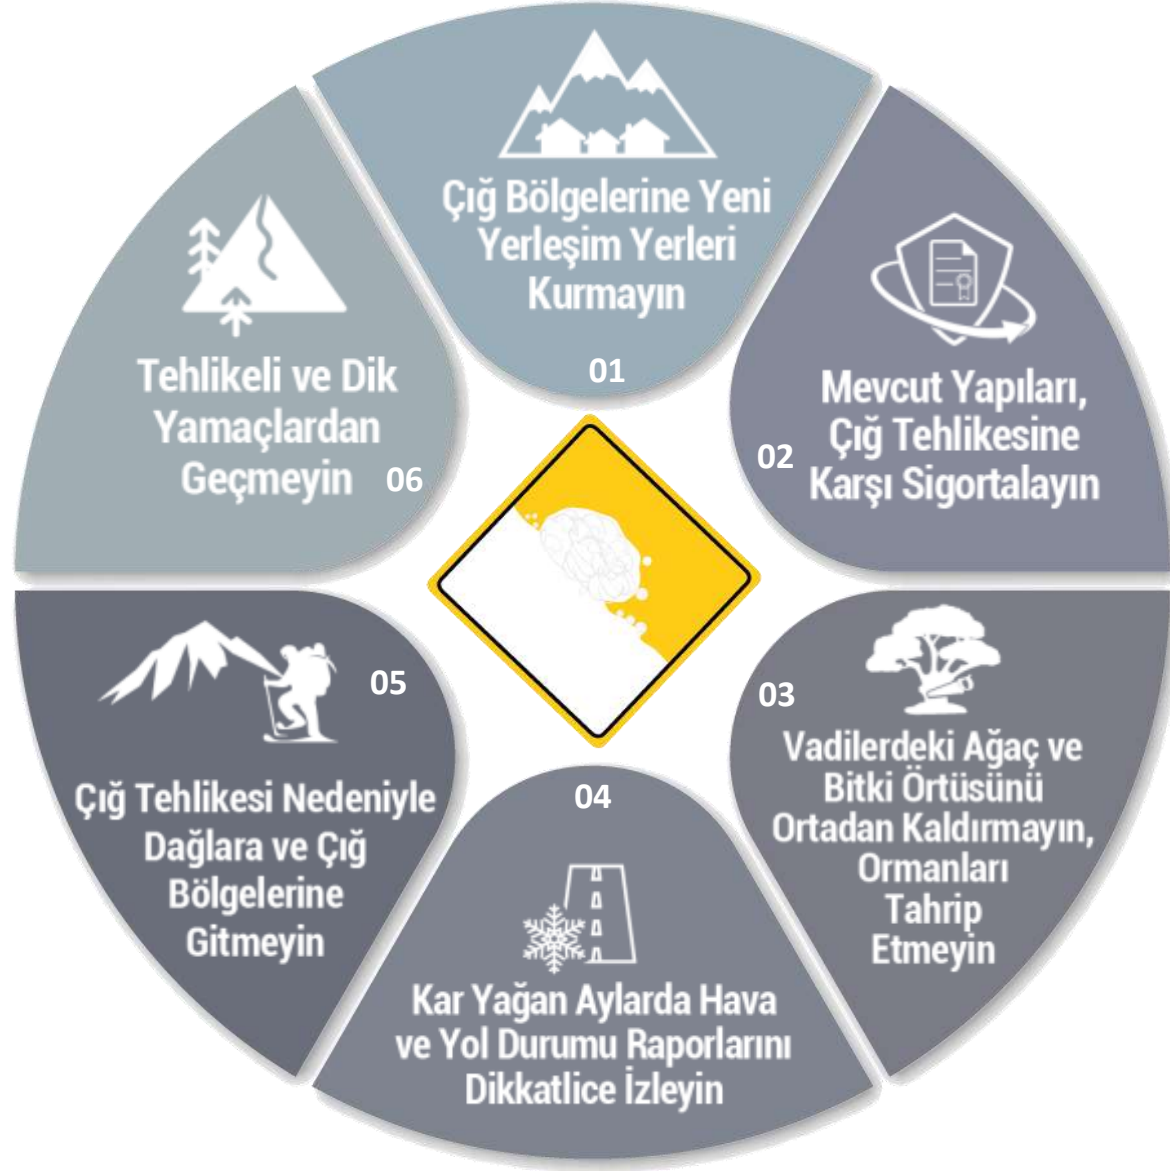 Çığ Bölgelerine Yeni
Yerleşim Yerleri
Kurmayın
01
Mevcut Yapıları,
Çığ Tehlikesine
Karşı Sigortalayın
02
03
Vadilerdeki Ağaç ve
Bitki Örtüsünü
Ortadan Kaldırmayın,
Ormanları
Tahrip
Etmeyin
04
Kar Yağan Aylarda Hava
ve Yol Durumu Raporlarını
Dikkatlice İzleyin
05
Çığ Tehlikesi Nedeniyle
Dağlara ve Çığ
Bölgelerine
Gitmeyin
Tehlikeli ve Dik
Yamaçlardan
Geçmeyin
06